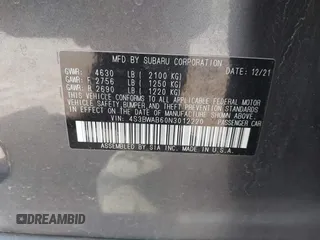 MFD BY SUBARU CORPORATION 12/21
GVWR: 4630 LB ( 2100 KG)
GAWR: F 2756 LB ( 1250 KG)
GAWR: R 2690 LB ( 1220 KG)
THIS VEHICLE CONFORMS TO ALL APPLICABLE
FEDERAL MOTOR VEHICLE SAFETY,
BUMPER, AND THEFT PREVENTION
STANDARDS IN EFFECT ON THE DATE OF
MANUFACTURE SHOWN ABOVE.
VIN: 4S3BWAB60N3012220 PASSENGER CAR
ASSEMBLED BY SIA, MADE IN U.S.A.
DREAMBID